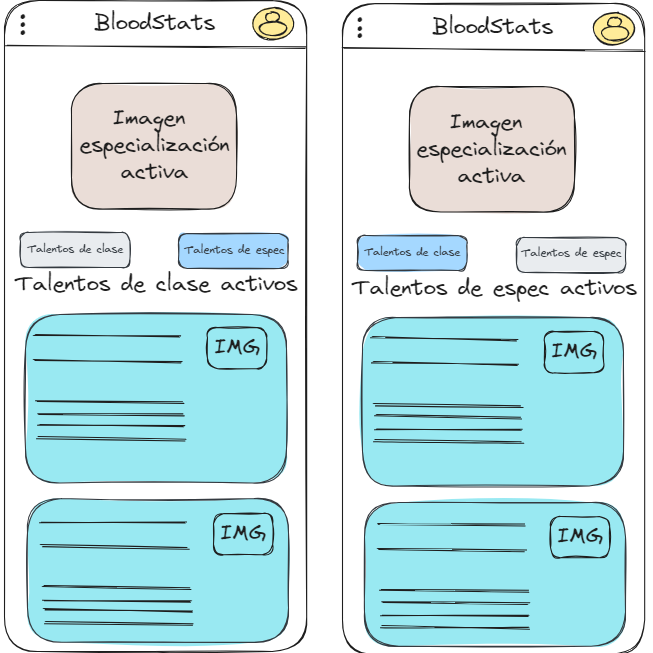 BloodStats
Imagen
especialización
activa
Talentos de clase
Talentos de espec
Talentos de clase activos
IMG
IMG
BloodStats
Imagen
especialización
activa
Talentos de clase
Talentos de espec
Talentos de espec activos
IMG
IMG